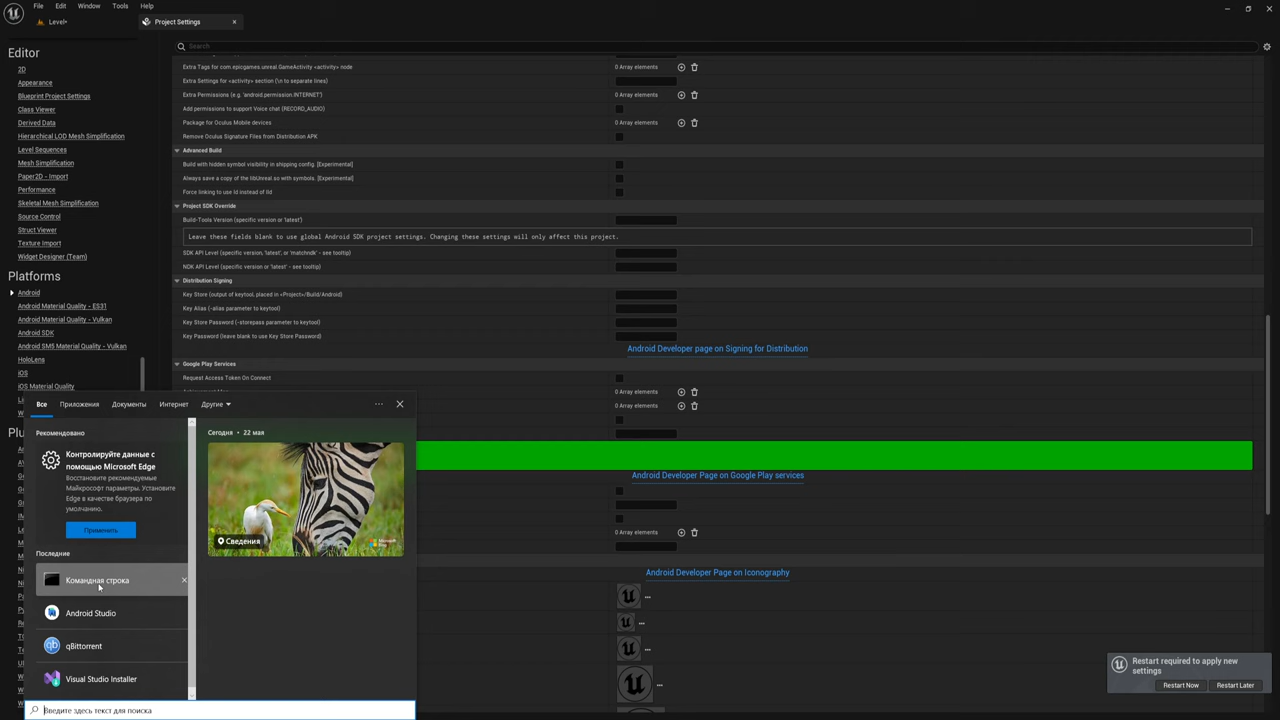 File Edit Window Tools Help
Level*
Project Settings
Search
Editor
2D
Appearance
Blueprint Project Settings
Class Viewer
Derived Data
Hierarchical LOD Mesh Simplification
Level Sequences
Mesh Simplification
Paper2D - Import
Performance
Skeletal Mesh Simplification
Source Control
Struct Viewer
Texture Import
Widget Designer (Team)
Platforms
Android
Android Material Quality - ES31
Android Material Quality - Vulkan
Android SDK
Android SM5 Material Quality - Vulkan
HoloLens
iOS
iOS Material Quality
Extra Tags for com.epicgames.unreal.GameActivity <activity> node 0 Array elements
Extra Settings for <activity> section (\n to separate lines)
Extra Permissions (e.g. 'android.permission.INTERNET') 0 Array elements
Add permissions to support Voice chat (RECORD_AUDIO)
Package for Oculus Mobile devices 0 Array elements
Remove Oculus Signature Files from Distribution APK
Advanced Build
Build with hidden symbol visibility in shipping config. [Experimental]
Always save a copy of the libUnreal.so with symbols. [Experimental]
Force linking to use ld instead of lld
Project SDK Override
Build-Tools Version (specific version or 'latest')
Leave these fields blank to use global Android SDK project settings. Changing these settings will only affect this project.
SDK API Level (specific version, 'latest', or 'matchndk' - see tooltip)
NDK API Level (specific version or 'latest' - see tooltip)
Distribution Signing
Key Store (output of keytool, placed in <Project>/Build/Android)
Key Alias (-alias parameter to keytool)
Key Store Password (-storepass parameter to keytool)
Key Password (leave blank to use Key Store Password)
Android Developer page on Signing for Distribution
Google Play Services
Request Access Token On Connect
0 Array elements
0 Array elements
Android Developer Page on Google Play services
0 Array elements
Android Developer Page on Iconography
Все Приложения Документы Интернет Другие
Рекомендовано
Контролируйте данные с
помощью Microsoft Edge
Восстановите рекомендуемые
Майкрософт параметры. Установите
Edge в качестве браузера по
умолчанию.
Применить
Последние
Командная строка
Android Studio
qBittorrent
Visual Studio Installer
Сегодня • 22 мая
Сведения
Введите здесь текст для поиска
Restart required to apply new
settings
Restart Now Restart Later